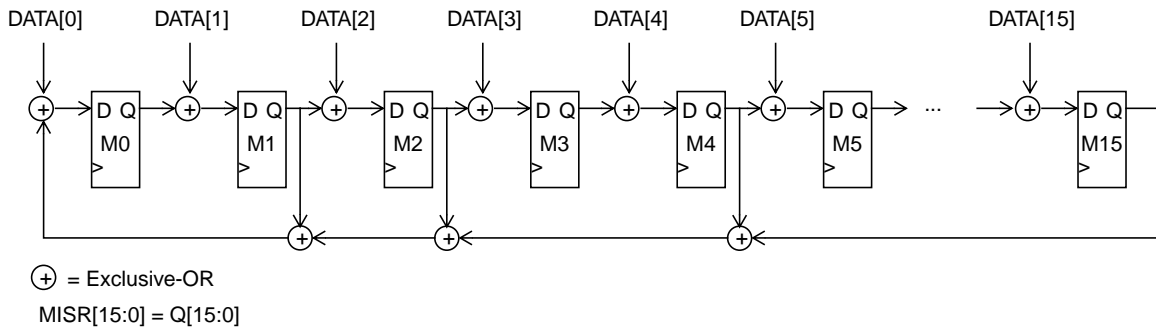 DATA[0] DATA[1] DATA[2] DATA[3] DATA[4] DATA[5] DATA[15]
+ + + + + + +
D Q D Q D Q D Q D Q D Q ... D Q
M0 M1 M2 M3 M4 M5 M15
> > > > > > >
+ + +
+ = Exclusive-OR
MISR[15:0] = Q[15:0]